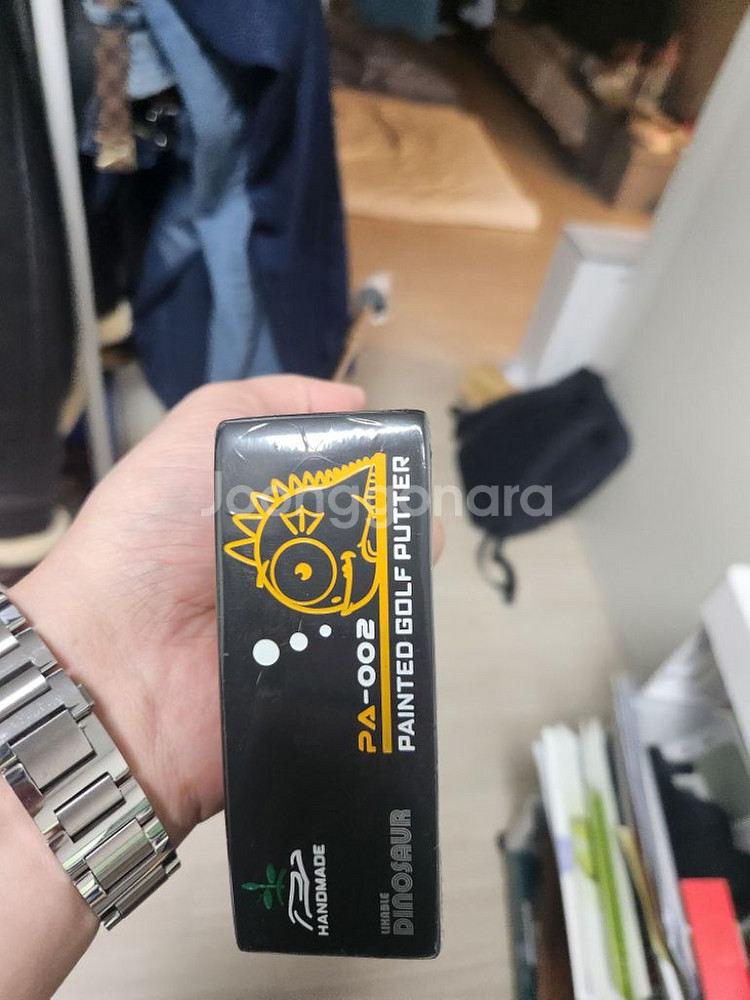 Joonggonara
PA-002
PAINTED GOLF PUTTER
HANDMADE
LIKABLE
DINOSAUR